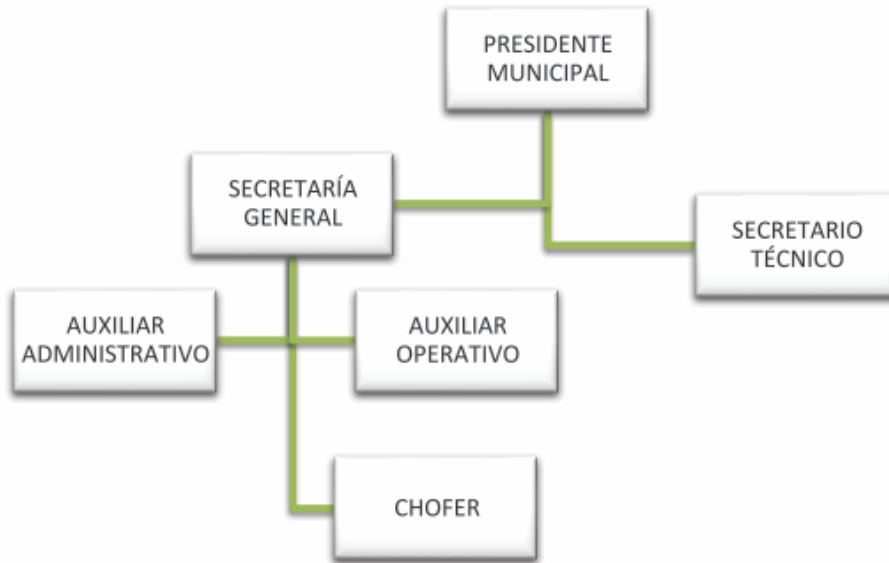 PRESIDENTE
MUNICIPAL
SECRETARÍA
GENERAL
SECRETARIO
TÉCNICO
AUXILIAR
ADMINISTRATIVO
AUXILIAR
OPERATIVO
CHOFER